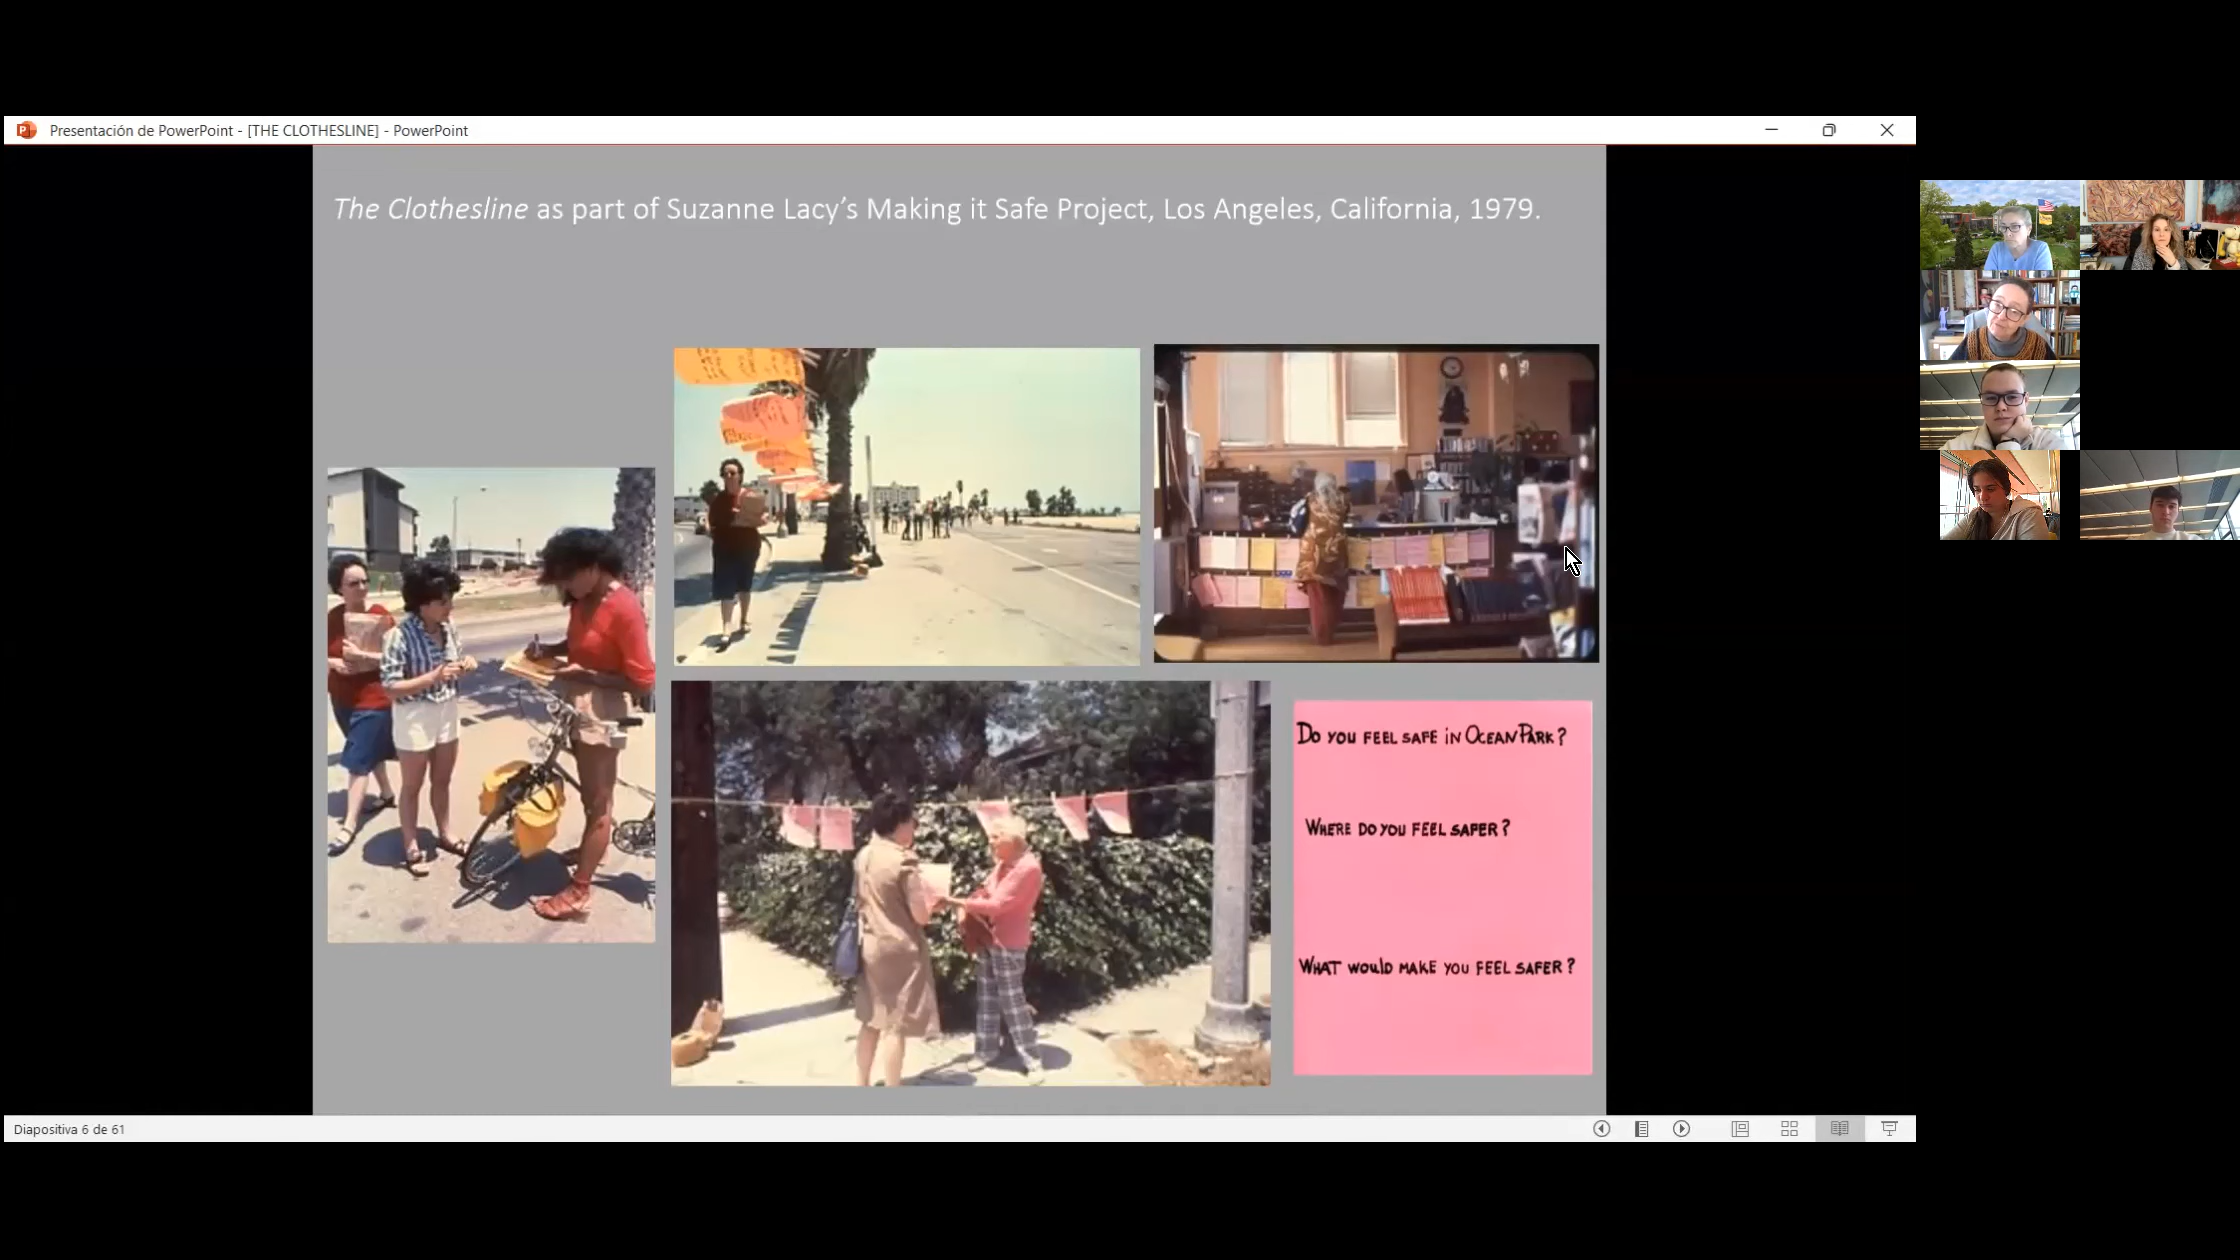 Presentación de PowerPoint - [THE CLOTHESLINE] - PowerPoint
The Clothesline as part of Suzanne Lacy's Making it Safe Project, Los Angeles, California, 1979.
DO YOU FEEL SAFE iN OCEAN PARK?
WHERE DO YOU FEEL SAFER?
WHAT WOULD MAKE YOU FEEL SAFER?
Diapositiva 6 de 61